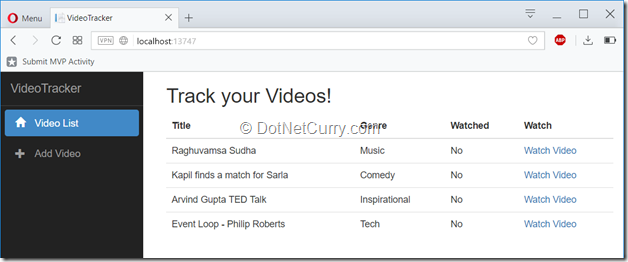 Menu
VideoTracker
VPN
localhost:13747
ABP
Submit MVP Activity
VideoTracker
Track your Videos!
Video List
Title Genre Watched Watch
© DotNetCurry.com
Add Video
Raghuvamsa Sudha Music No Watch Video
Kapil finds a match for Sarla Comedy No Watch Video
Arvind Gupta TED Talk Inspirational No Watch Video
Event Loop - Philip Roberts Tech No Watch Video